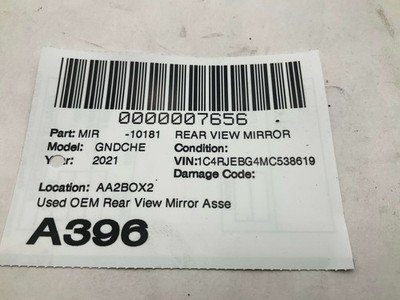 0000007656
Part: MIR -10181 REAR VIEW MIRROR
Model: GNDCHE Condition:
Year: 2021 VIN:1C4RJEBG4MC538619
Damage Code:
Location: AA2BOX2
Used OEM Rear View Mirror Asse
A396